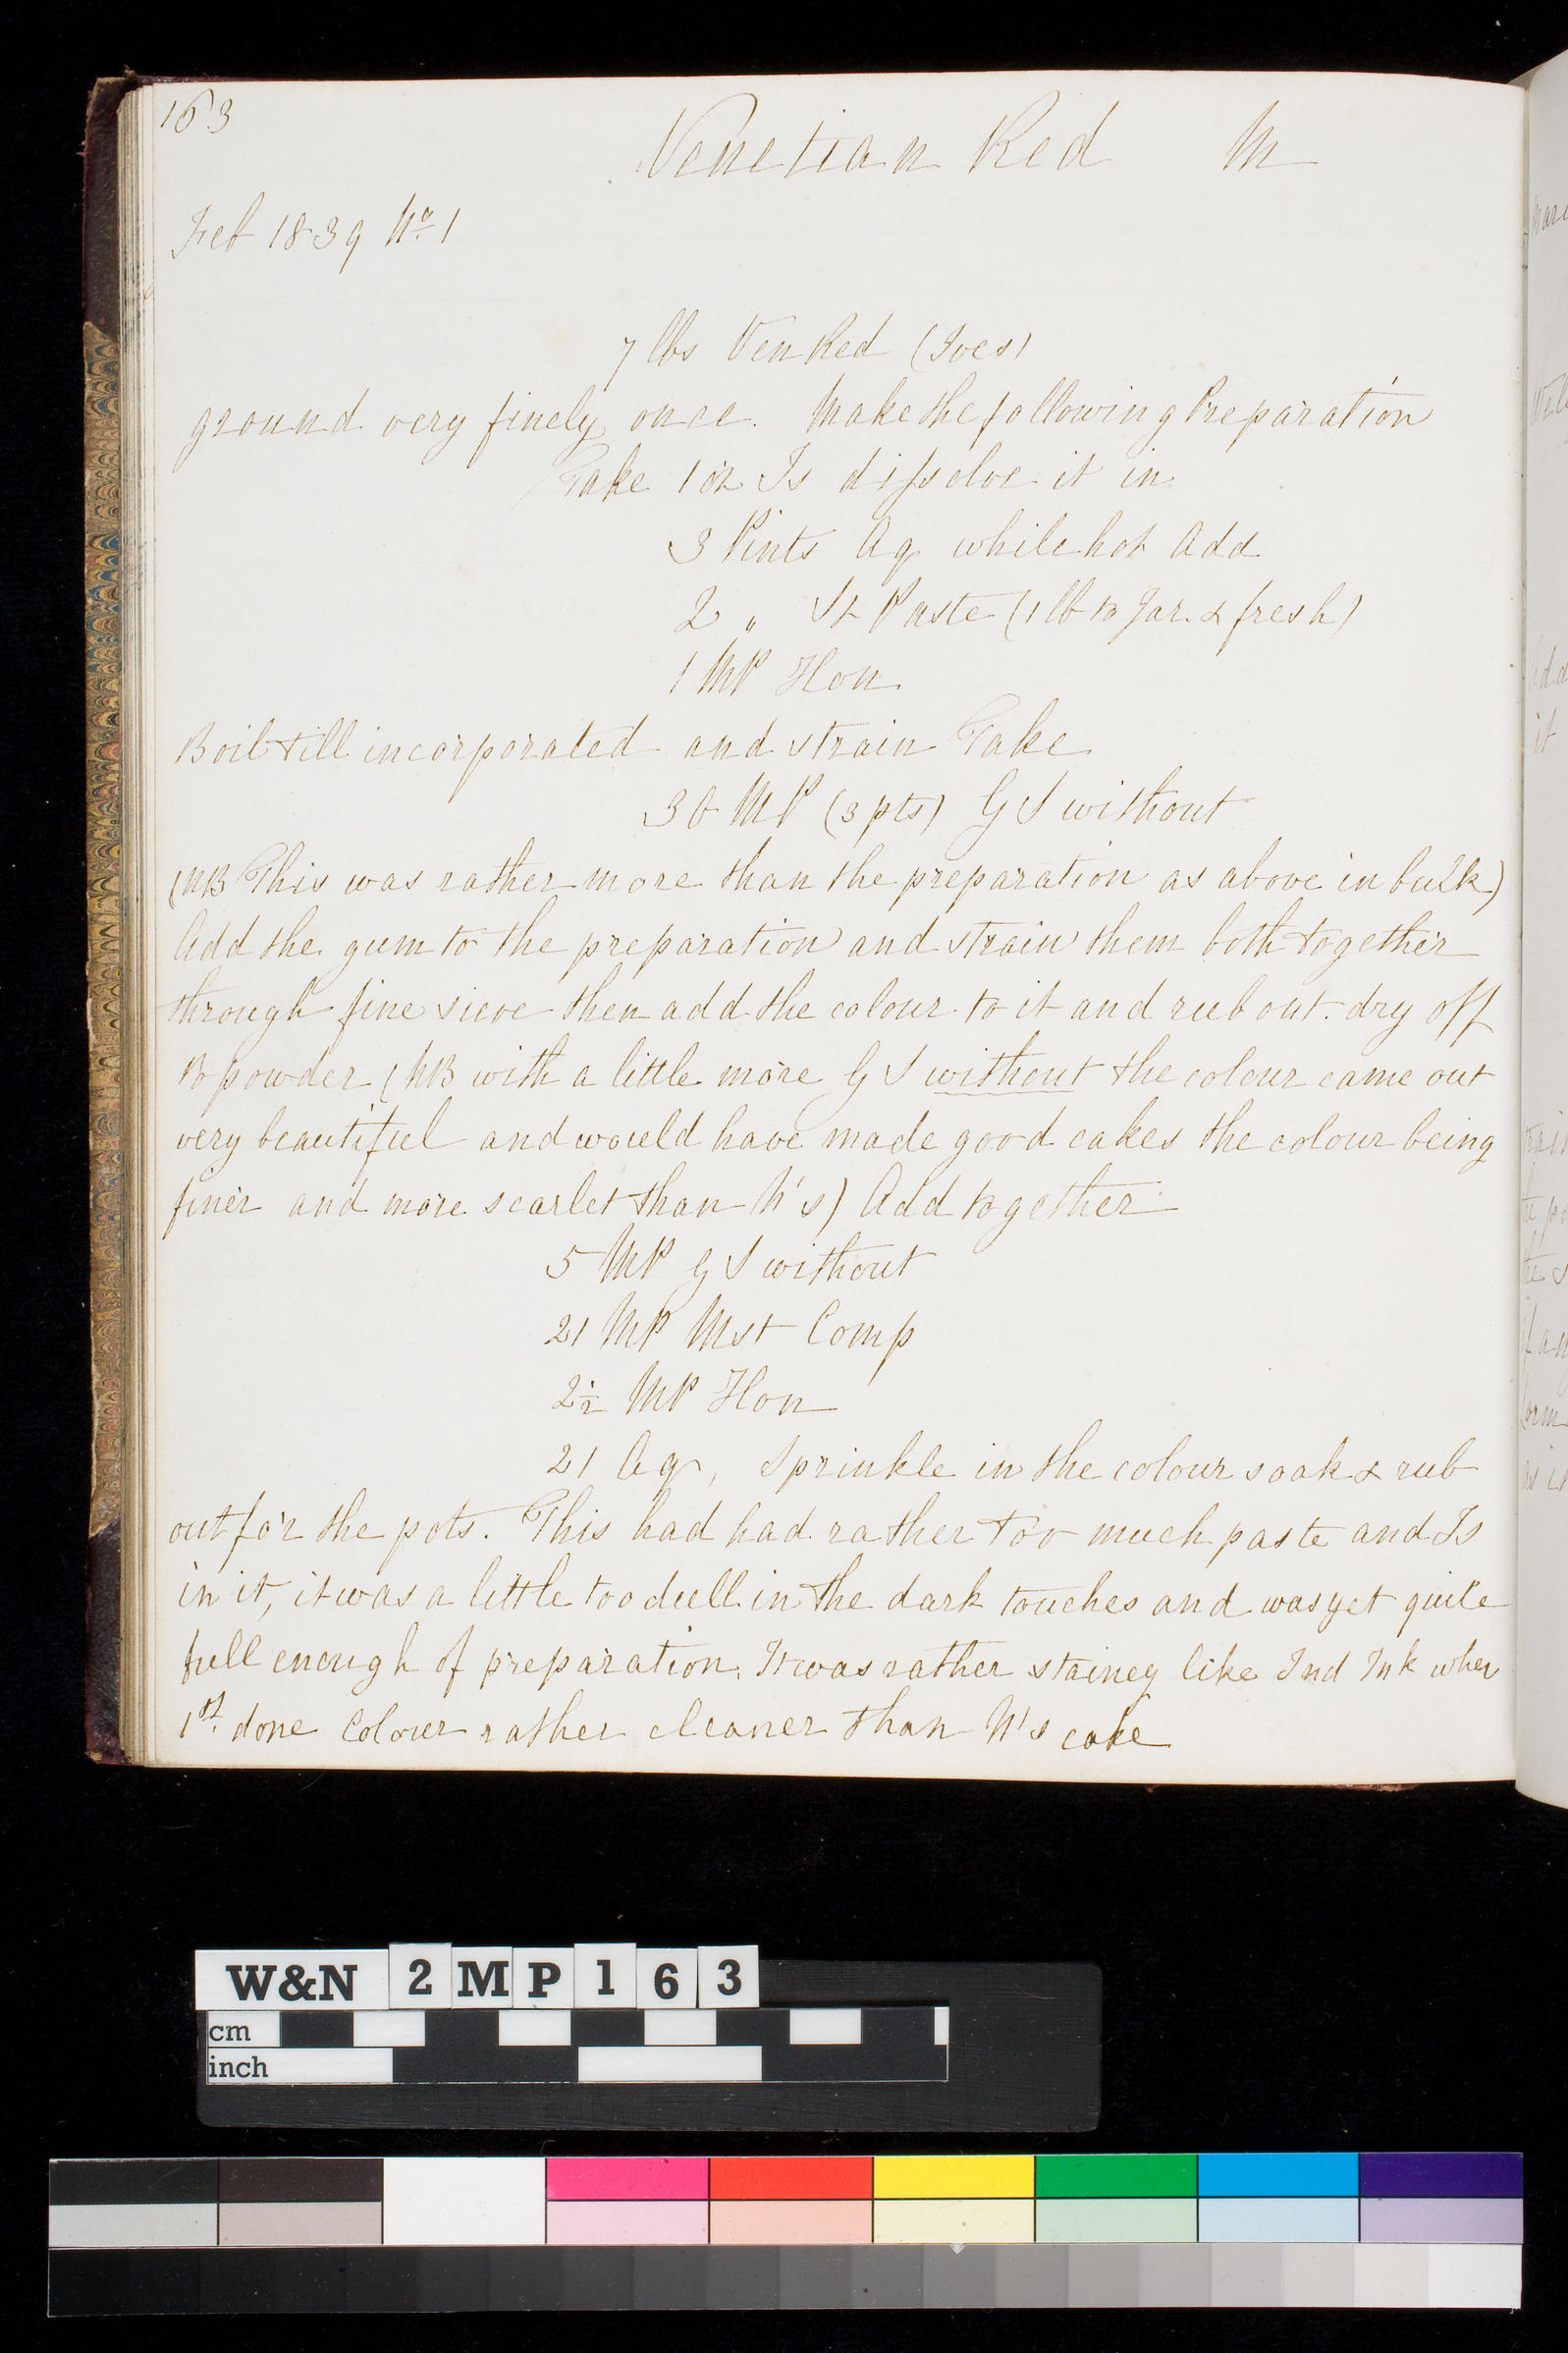 163
Venetian Red M
Feb 1839 No. 1
7 lbs Ven Red (Ives)
ground very finely once. Make the following Preparation
Take 1 oz Is dissolve it in
3 Pints Aq while hot Add
2 " St Paste (1 lb to Jar & fresh)
1 MP Hon
Boil till incorporated and strain Take
30 MP (3 pts) G S without
(NB This was rather more than the preparation as above in bulk)
Add the gum to the preparation and strain them both together
through fine sieve then add the colour to it and rub out. dry off
to powder (NB with a little more G S without the colour came out
very beautiful and would have made good cakes the colour being
finer and more scarlet than N's) Add together
5 MP G S without
21 MP Mst Comp
2½ MP Hon
21 Aq, Sprinkle in the colour soak & rub
out for the pots. This had had rather too much paste and Is
in it, it was a little too dull in the dark touches and was yet quite
full enough of preparation. It was rather stainey like Ind Ink when
1st. done Colour rather cleaner than N's cake
W&N 2MP163
cm
inch